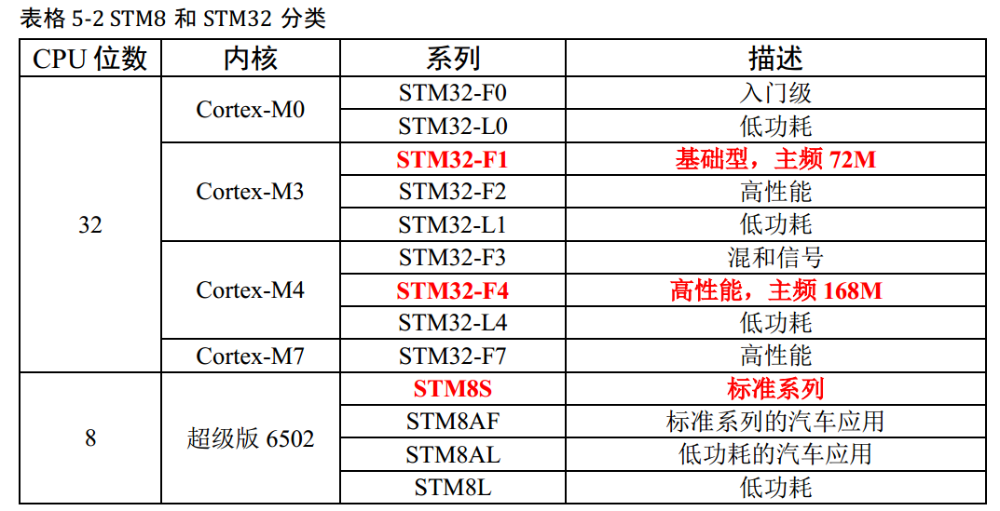 表格 5-2 STM8 和 STM32 分类
CPU 位数 内核 系列 描述
32 Cortex-M0 STM32-F0 入门级
STM32-L0 低功耗
Cortex-M3 STM32-F1 基础型，主频 72M
STM32-F2 高性能
STM32-L1 低功耗
Cortex-M4 STM32-F3 混和信号
STM32-F4 高性能，主频 168M
STM32-L4 低功耗
Cortex-M7 STM32-F7 高性能
8 超级版 6502 STM8S 标准系列
STM8AF 标准系列的汽车应用
STM8AL 低功耗的汽车应用
STM8L 低功耗